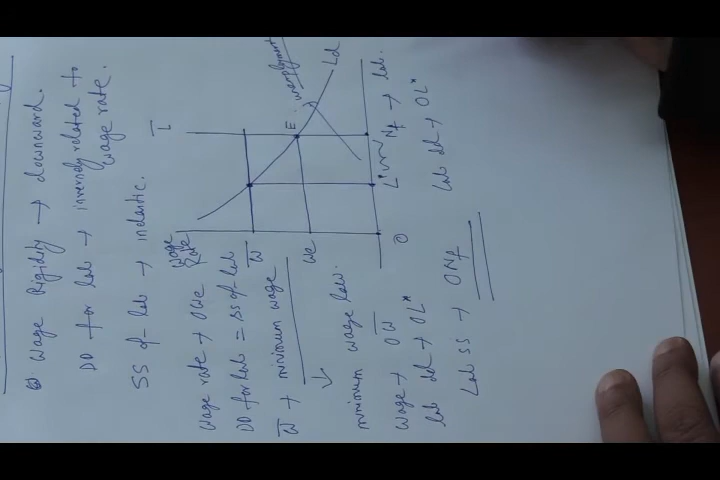 Wage Rigidity → downward.
DD for lab → inversely related to
wage rate.
SS of lab → inelastic.
Wage
Rate
L̅
W̅
We
E
unemployment
Ld
O
L*
Nf → lab.
Wage rate → OWe
DD for lab = SS of lab
W̅ → minimum wage
↓
minimum wage law.
Wage → OW̅
lab dd → OL*
Lab SS → ONf
Lab dd → OL*